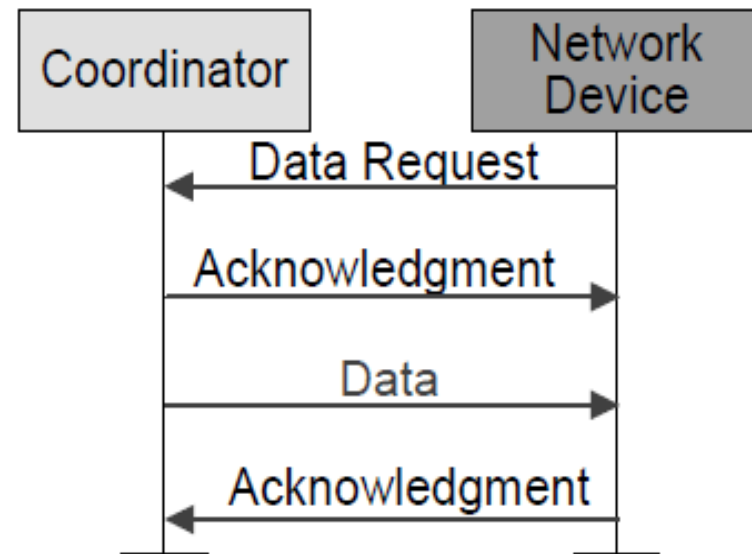 Coordinator
Network
Device
Data Request
Acknowledgment
Data
Acknowledgment